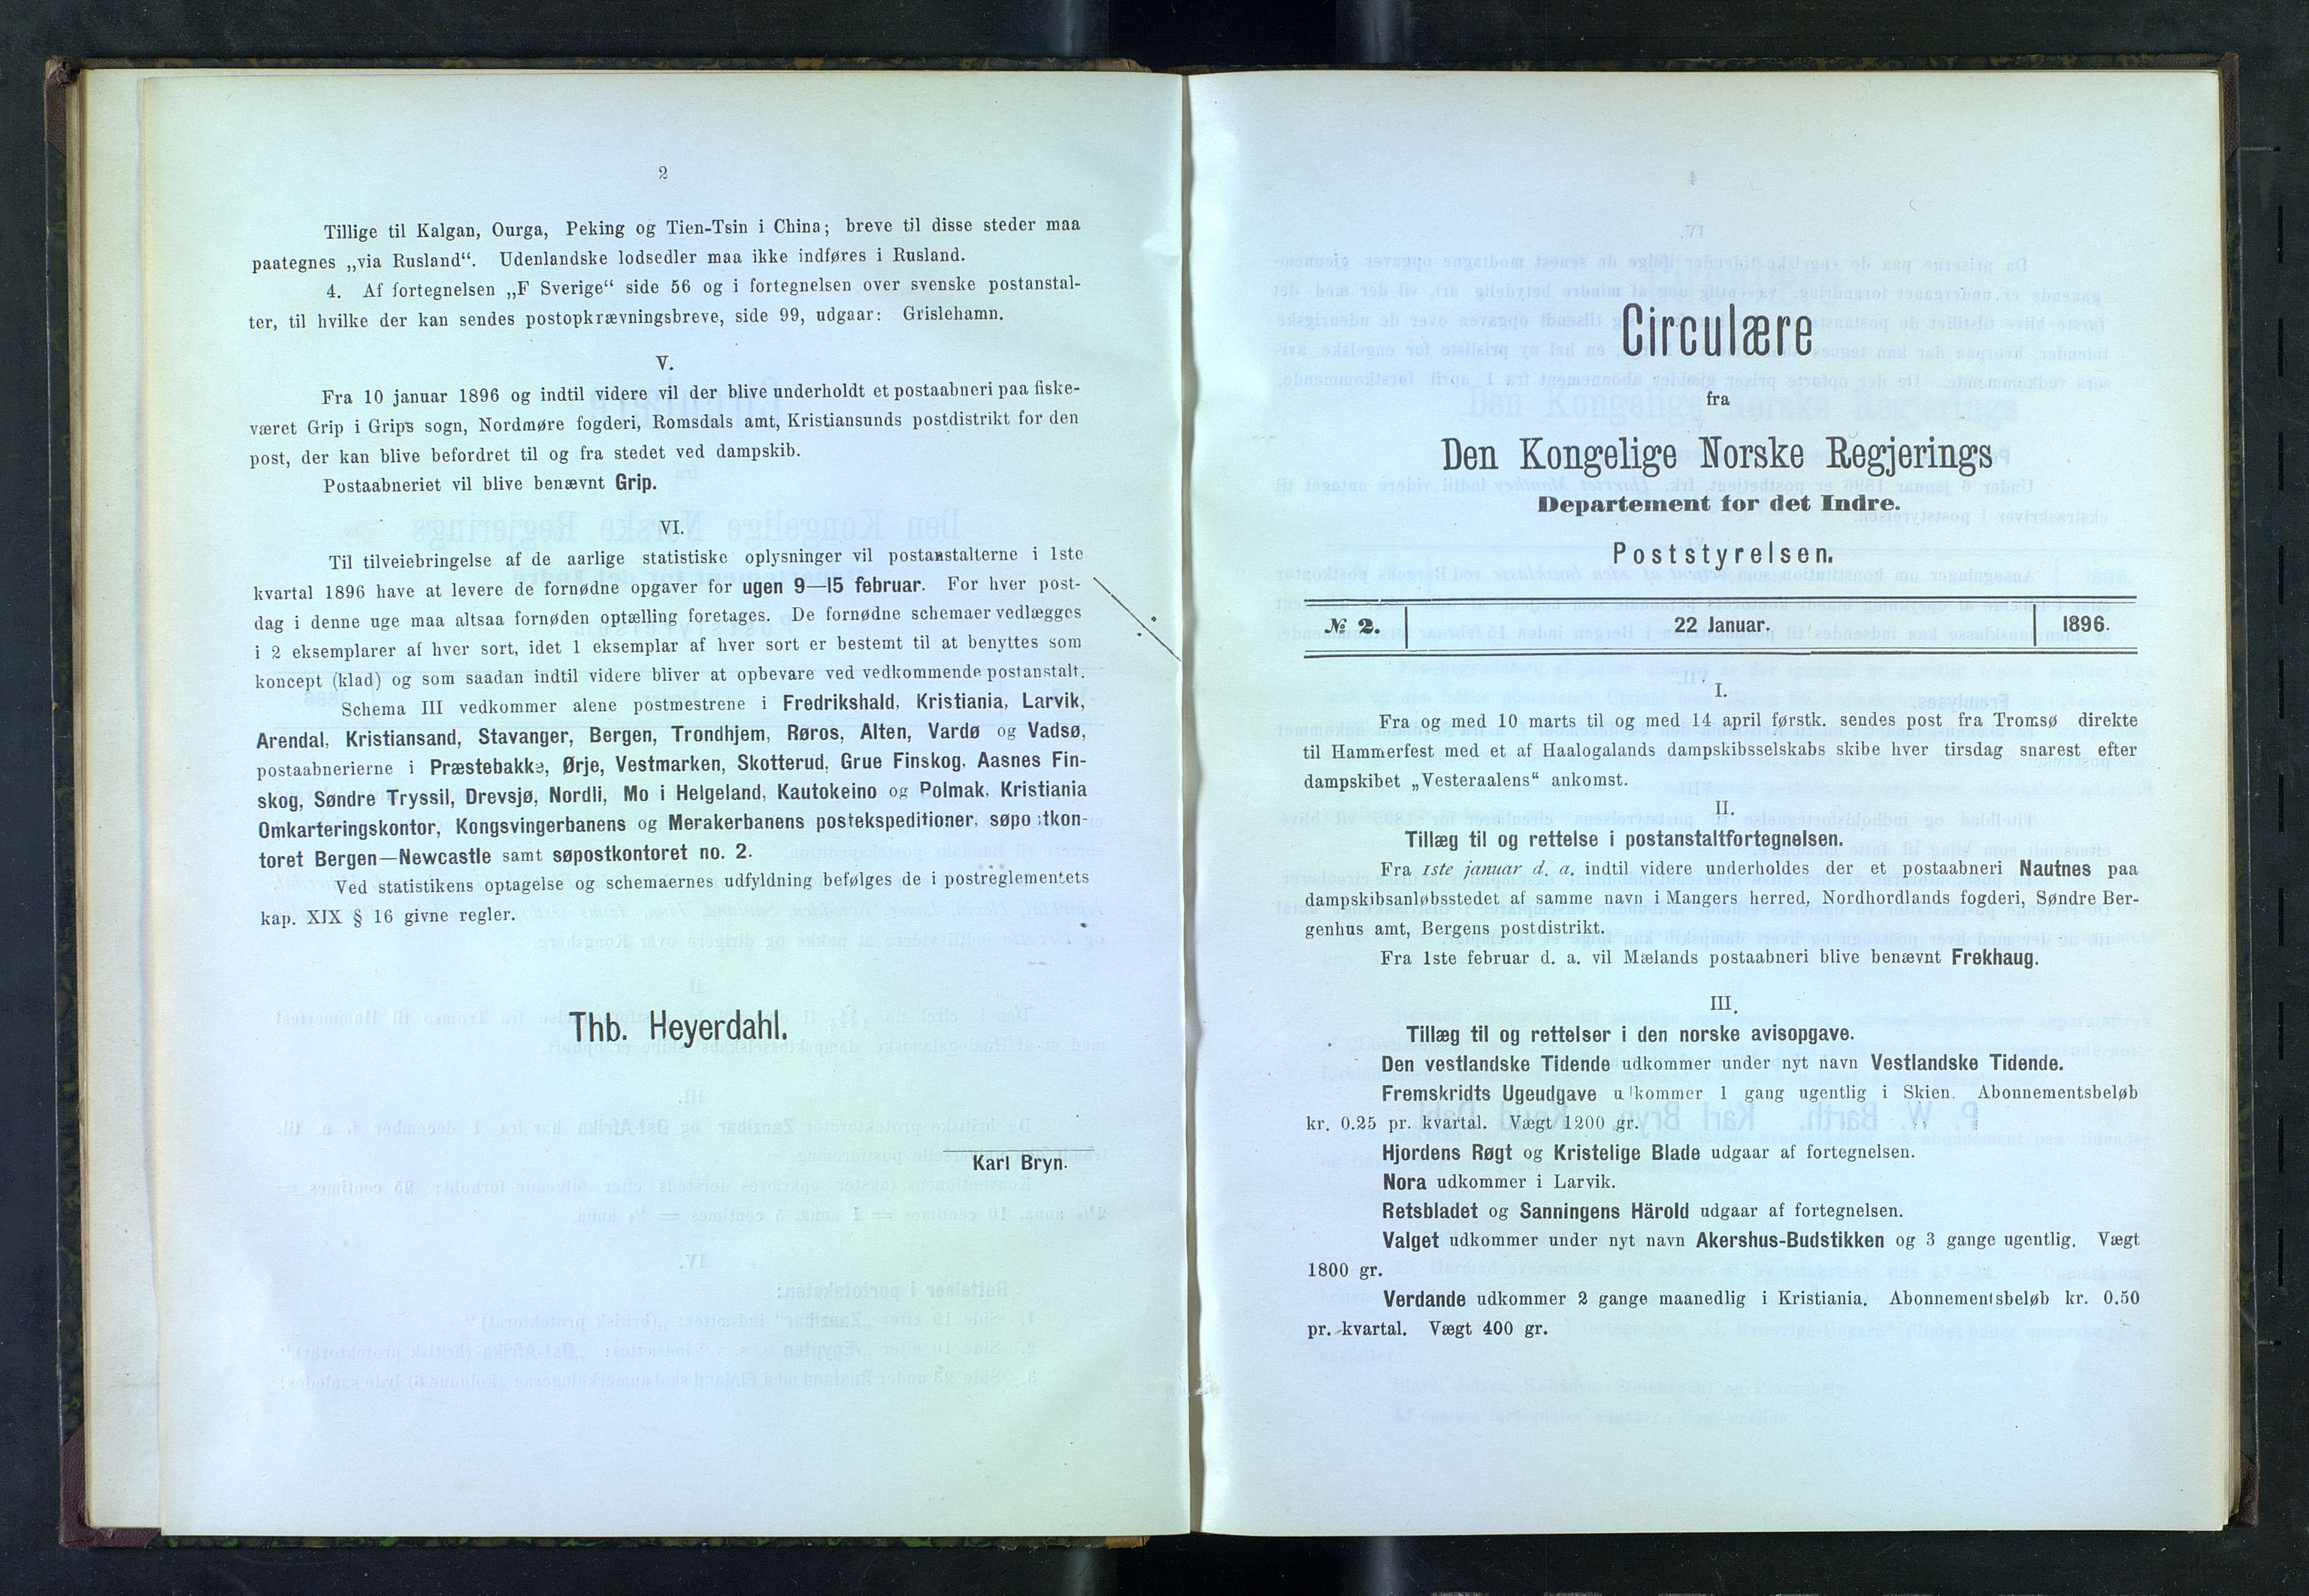 2
Tillige til Kalgan, Ourga, Peking og Tien-Tsin i China; breve til disse steder maa
paategnes „via Rusland“. Udenlandske lodsedler maa ikke indføres i Rusland.
4. Af fortegnelsen „F Sverige“ side 56 og i fortegnelsen over svenske postanstal-
ter, til hvilke der kan sendes postopkrævningsbreve, side 99, udgaar: Grislehamn.
V.
Fra 10 januar 1896 og indtil videre vil der blive underholdt et postaabneri paa fiske-
været Grip i Grips sogn, Nordmøre fogderi, Romsdals amt, Kristiansunds postdistrikt for den
post, der kan blive befordret til og fra stedet ved dampskib.
Postaabneriet vil blive benævnt Grip.
VI.
Til tilveiebringelse af de aarlige statistiske oplysninger vil postanstalterne i 1ste
kvartal 1896 have at levere de fornødne opgaver for ugen 9—15 februar. For hver post-
dag i denne uge maa altsaa fornøden optælling foretages. De fornødne schemaer vedlægges
i 2 eksemplarer af hver sort, idet 1 eksemplar af hver sort er bestemt til at benyttes som
koncept (klad) og som saadan indtil videre bliver at opbevare ved vedkommende postanstalt.
Schema III vedkommer alene postmestrene i Fredrikshald, Kristiania, Larvik,
Arendal, Kristiansand, Stavanger, Bergen, Trondhjem, Røros, Alten, Vardø og Vadsø,
postaabnerierne i Præstebakke, Ørje, Vestmarken, Skotterud, Grue Finskog, Aasnes Fin-
skog, Søndre Tryssil, Drevsjø, Nordli, Mo i Helgeland, Kautokeino og Polmak, Kristiania
Omkarteringskontor, Kongsvingerbanens og Merakerbanens postekspeditioner, søpostkon-
toret Bergen—Newcastle samt søpostkontoret no. 2.
Ved statistikens optagelse og schemaernes udfyldning befølges de i postreglementets
kap. XIX § 16 givne regler.
Thb. Heyerdahl.
Karl Bryn.
Circulære
fra
Den Kongelige Norske Regjerings
Departement for det Indre.
Poststyrelsen.
№ 2. 22 Januar. 1896.
I.
Fra og med 10 marts til og med 14 april førstk. sendes post fra Tromsø direkte
til Hammerfest med et af Haalogalands dampskibsselskabs skibe hver tirsdag snarest efter
dampskibet „Vesteraalens“ ankomst.
II.
Tillæg til og rettelse i postanstaltfortegnelsen.
Fra 1ste januar d. a. indtil videre underholdes der et postaabneri Nautnes paa
dampskibsanløbsstedet af samme navn i Mangers herred, Nordhordlands fogderi, Søndre Ber-
genhus amt, Bergens postdistrikt.
Fra 1ste februar d. a. vil Mælands postaabneri blive benævnt Frekhaug.
III.
Tillæg til og rettelser i den norske avisopgave.
Den vestlandske Tidende udkommer under nyt navn Vestlandske Tidende.
Fremskridts Ugeudgave udkommer 1 gang ugentlig i Skien. Abonnementsbeløb
kr. 0.25 pr. kvartal. Vægt 1200 gr.
Hjordens Røgt og Kristelige Blade udgaar af fortegnelsen.
Nora udkommer i Larvik.
Retsbladet og Sanningens Härold udgaar af fortegnelsen.
Valget udkommer under nyt navn Akershus-Budstikken og 3 gange ugentlig. Vægt
1800 gr.
Verdande udkommer 2 gange maanedlig i Kristiania. Abonnementsbeløb kr. 0.50
pr. kvartal. Vægt 400 gr.